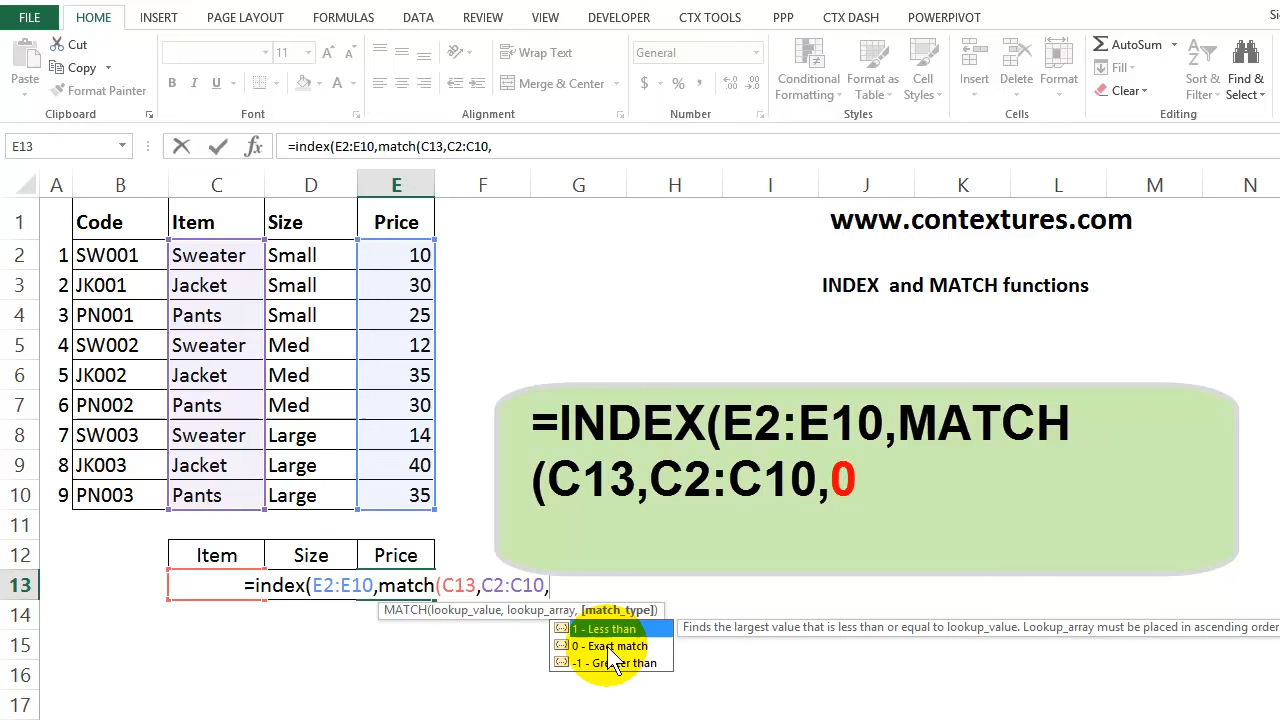 FILE HOME INSERT PAGE LAYOUT FORMULAS DATA REVIEW VIEW DEVELOPER CTX TOOLS PPP CTX DASH POWERPIVOT
Paste
Cut
Copy
Format Painter
Clipboard
11
B I U
A A
Font
Wrap Text
Merge & Center
Alignment
General
$ % ,
Number
Conditional Formatting
Format as Table
Cell Styles
Styles
Insert Delete Format
Cells
AutoSum
Fill
Clear
Sort & Filter
Find & Select
Editing
E13 fx =index(E2:E10,match(C13,C2:C10,
A B C D E F G H I J K L M N
1 Code Item Size Price www.contextures.com
2 1 SW001 Sweater Small 10
3 2 JK001 Jacket Small 30 INDEX and MATCH functions
4 3 PN001 Pants Small 25
5 4 SW002 Sweater Med 12
6 5 JK002 Jacket Med 35
7 6 PN002 Pants Med 30
8 7 SW003 Sweater Large 14
9 8 JK003 Jacket Large 40
10 9 PN003 Pants Large 35
=INDEX(E2:E10,MATCH
(C13,C2:C10,0
11
12 Item Size Price
13 =index(E2:E10,match(C13,C2:C10,
MATCH(lookup_value, lookup_array, [match_type])
14
1 - Less than
Finds the largest value that is less than or equal to lookup_value. Lookup_array must be placed in ascending order
15 0 - Exact match
-1 - Greater than
16
17